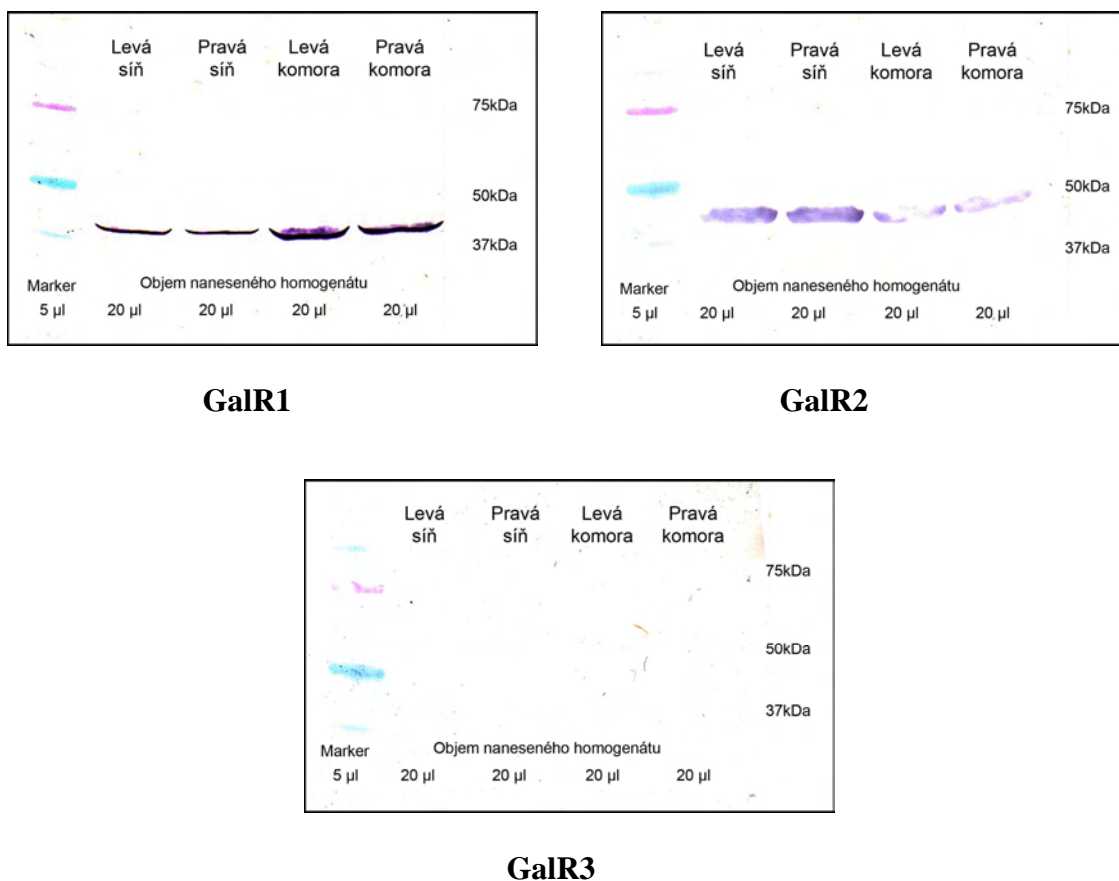 Levá Pravá Levá Pravá
síň síň komora komora
75kDa
50kDa
37kDa
Marker Objem naneseného homogenátu
5 µl 20 µl 20 µl 20 µl 20 µl
GalR1
Levá Pravá Levá Pravá
síň síň komora komora
75kDa
50kDa
37kDa
Marker Objem naneseného homogenátu
5 µl 20 µl 20 µl 20 µl 20 µl
GalR2
Levá Pravá Levá Pravá
síň síň komora komora
75kDa
50kDa
37kDa
Marker Objem naneseného homogenátu
5 µl 20 µl 20 µl 20 µl 20 µl
GalR3